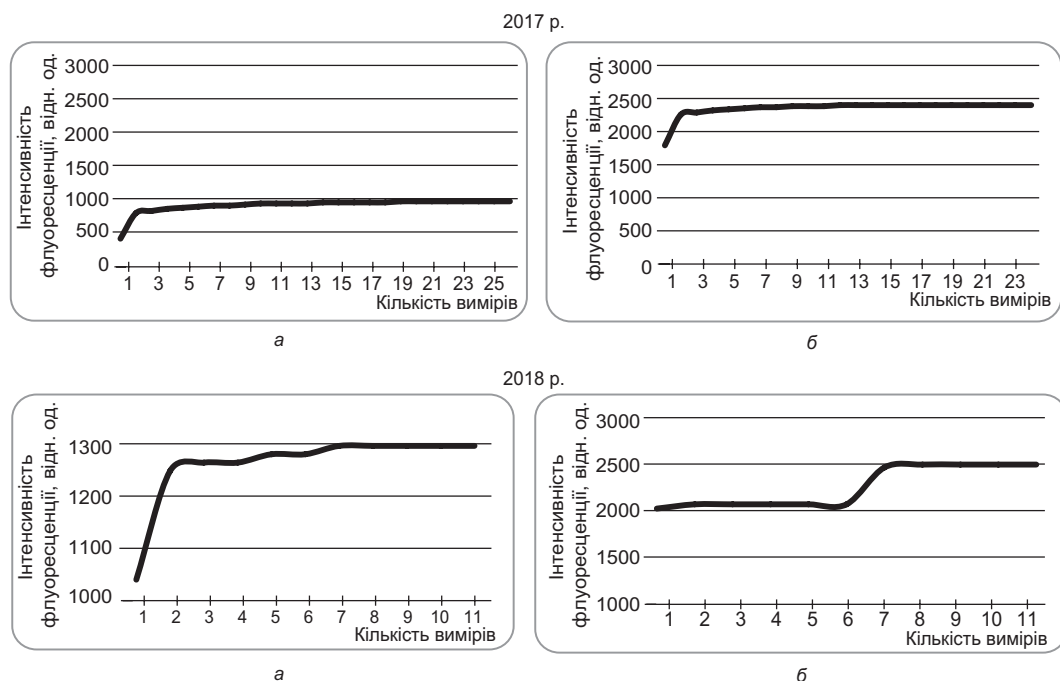 2017 р.
Інтенсивність
флуоресценції, відн. од.
3000
2500
2000
1500
1000
500
0
1 3 5 7 9 11 13 15 17 19 21 23 25
Кількість вимірів
а
Інтенсивність
флуоресценції, відн. од.
3000
2500
2000
1500
1000
500
0
1 3 5 7 9 11 13 15 17 19 21 23
Кількість вимірів
б
2018 р.
Інтенсивність
флуоресценції, відн. од.
1300
1200
1100
1000
1 2 3 4 5 6 7 8 9 10 11
Кількість вимірів
а
Інтенсивність
флуоресценції, відн. од.
3000
2500
2000
1500
1000
1 2 3 4 5 6 7 8 9 10 11
Кількість вимірів
б